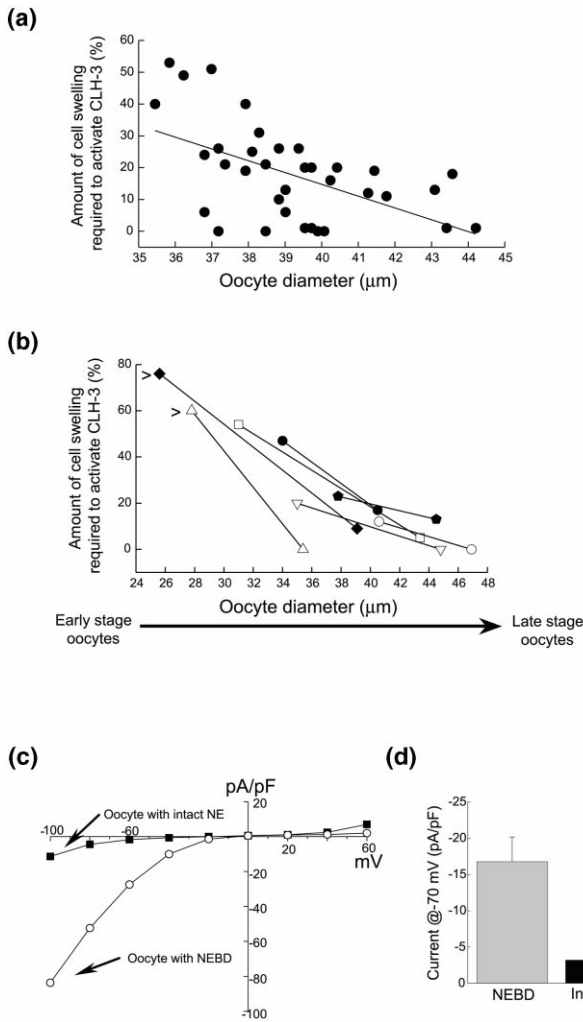 (a)
Amount of cell swelling
required to activate CLH-3 (%)
60
50
40
30
20
10
0
35 36 37 38 39 40 41 42 43 44 45
Oocyte diameter (μm)
(b)
Amount of cell swelling
required to activate CLH-3 (%)
80
60
40
20
0
>
>
24 26 28 30 32 34 36 38 40 42 44 46 48
Oocyte diameter (μm)
Early stage
oocytes
Late stage
oocytes
(c)
pA/pF
20
-100 -60 20 60
mV
Oocyte with intact NE
-20
-40
-60
-80
-100
Oocyte with NEBD
(d)
Current @-70 mV (pA/pF)
-25
-20
-15
-10
-5
0
NEBD In